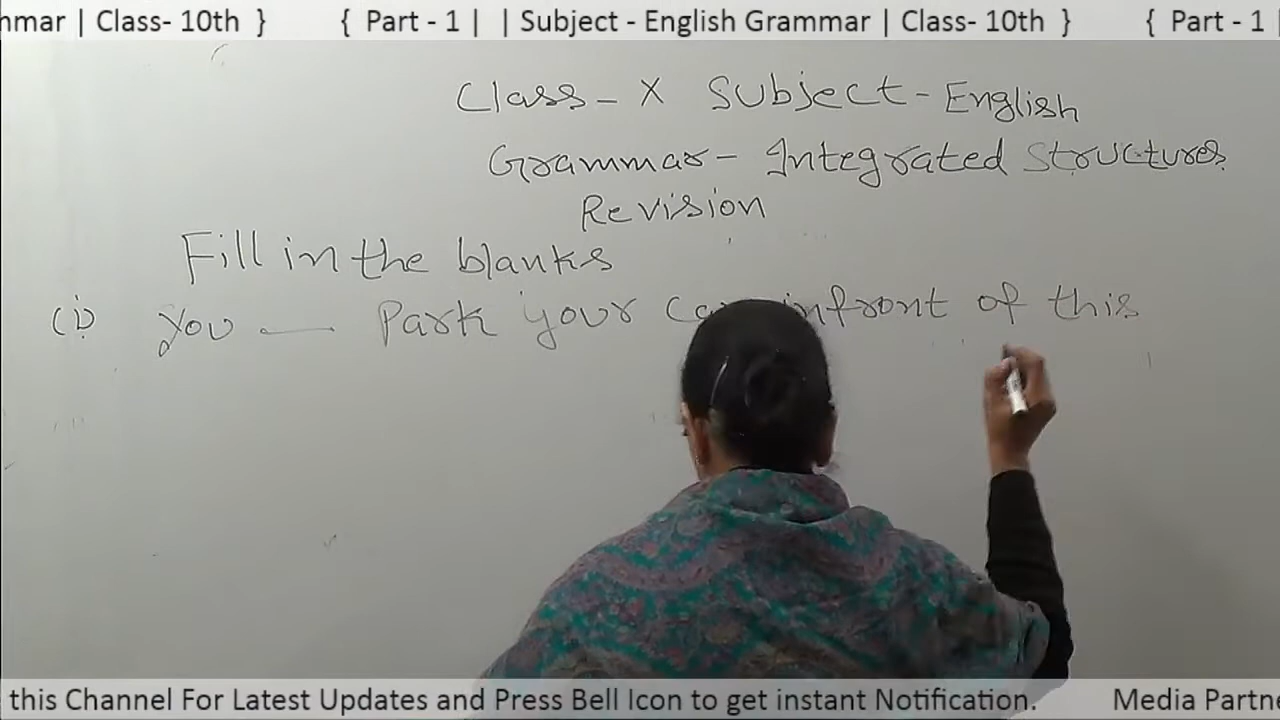 mmar | Class- 10th } { Part - 1 | | Subject - English Grammar | Class- 10th } { Part - 1 |
Class - X Subject - English
Grammar - Integrated Structures
Revision
Fill in the blanks
(i) You — Park your infront of this
this Channel For Latest Updates and Press Bell Icon to get instant Notification. Media Partn